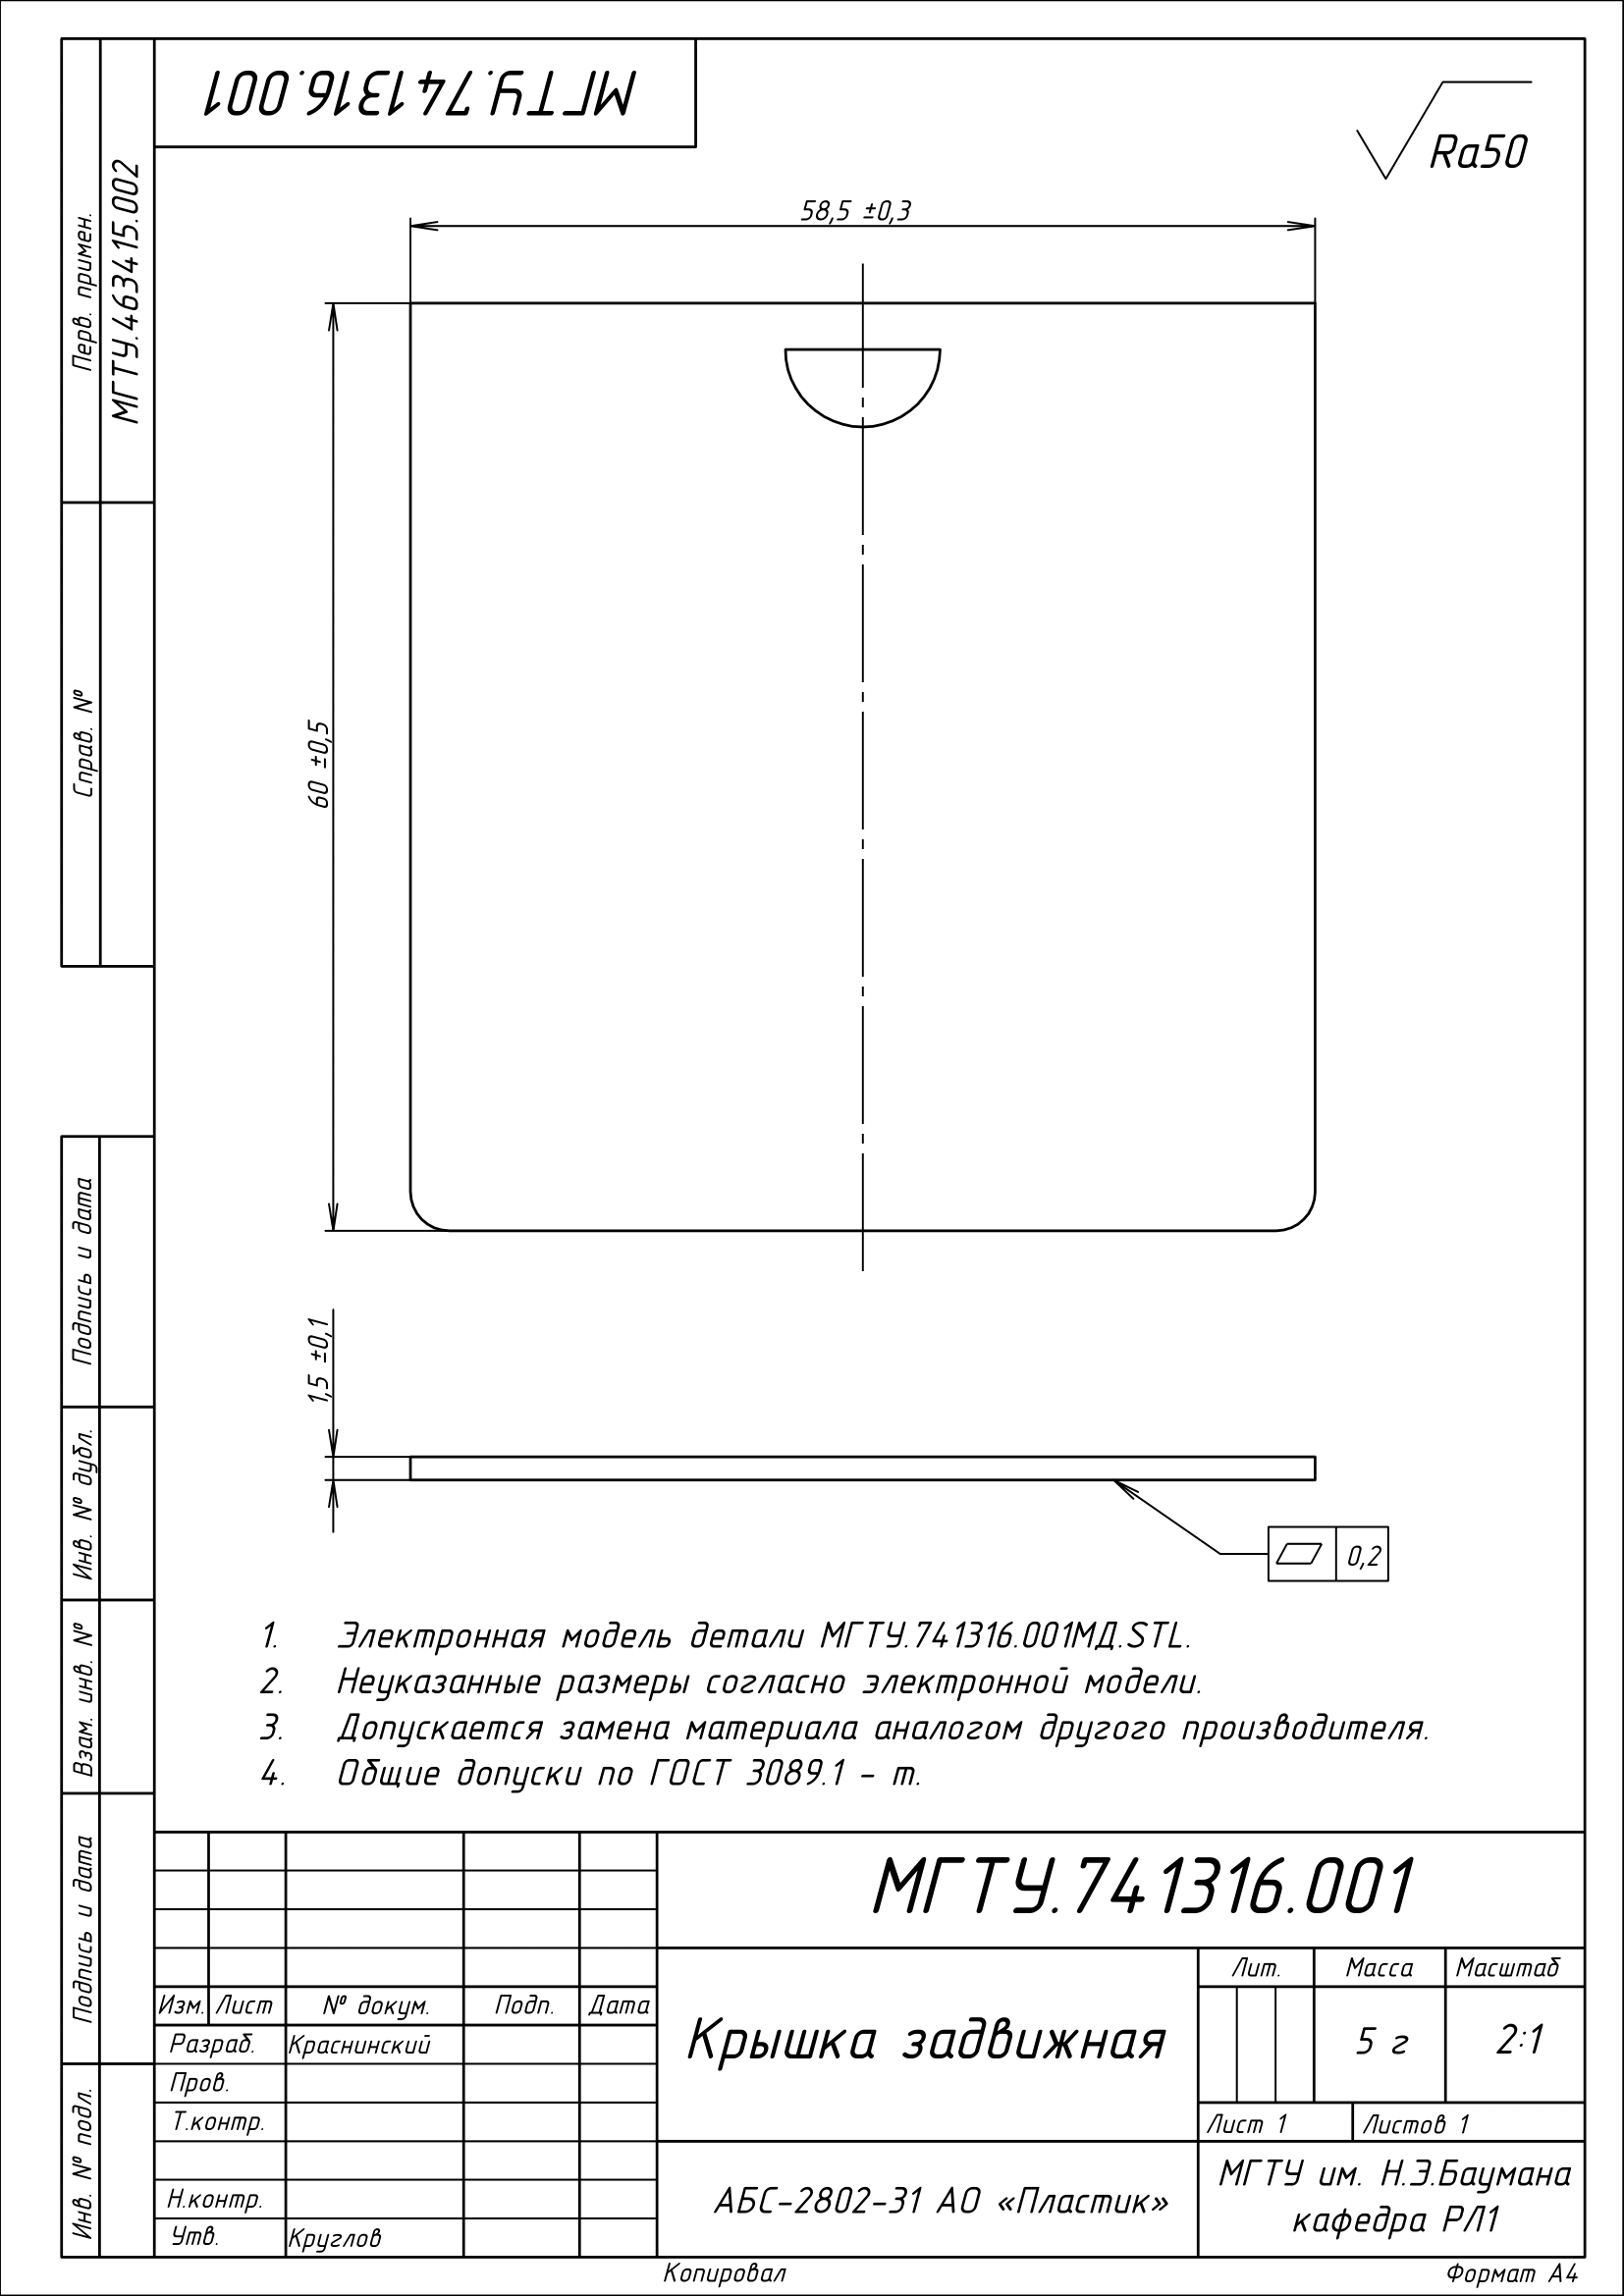 МГТУ.741316.001
Ra50
Перв. примен.
МГТУ.463415.002
Справ. №
58,5 ±0,3
60 ±0,5
1,5 ±0,1
0,2
Подпись и дата
Инв. № дубл.
Взам. инв. №
Подпись и дата
Инв. № подл.
1. Электронная модель детали МГТУ.741316.001МД.STL.
2. Неуказанные размеры согласно электронной модели.
3. Допускается замена материала аналогом другого производителя.
4. Общие допуски по ГОСТ 3089.1 - m.
МГТУ.741316.001
Изм. Лист № докум. Подп. Дата
Разраб. Краснинский
Пров.
Т.контр.
Н.контр.
Утв. Круглов
Крышка задвижная
Лит. Масса Масштаб
5 г 2:1
Лист 1 Листов 1
АБС-2802-31 АО «Пластик»
МГТУ им. Н.Э.Баумана
кафедра РЛ1
Копировал Формат А4